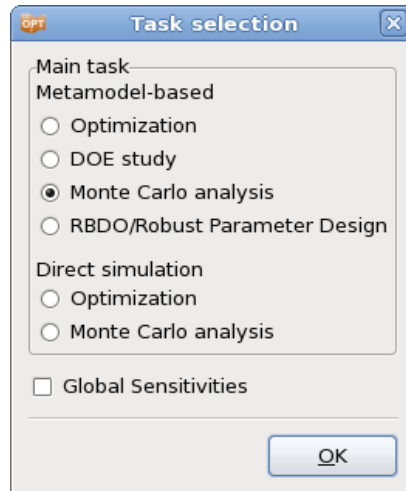 OPT
Task selection
Main task
Metamodel-based
Optimization
DOE study
Monte Carlo analysis
RBDO/Robust Parameter Design
Direct simulation
Optimization
Monte Carlo analysis
Global Sensitivities
OK